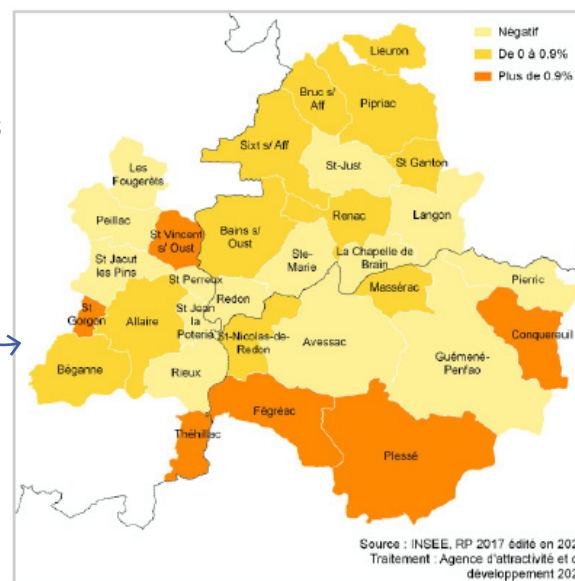 Négatif
De 0 à 0.9%
Plus de 0.9%
Lieuron
Bruc s/
Aff
Pipriac
Sixt s/ Aff
St-Just
St Ganton
Les
Fougerêts
Peillac
St Vincent
s/ Oust
Bains s/
Oust
Renac
Langon
St Jacut
les Pins
Ste-
Marie
La Chapelle de
Brain
St Perreux
Redon
Massérac
Pierric
St
Gorgon
Allaire
St Jean
la
Poterie
St-Nicolas-de-
Redon
Avessac
Guémené-
Penfao
Conquereuil
Béganne
Rieux
Fégréac
Théhillac
Plessé
Source : INSEE, RP 2017 édité en
Traitement : Agence d'attractivité et
développement